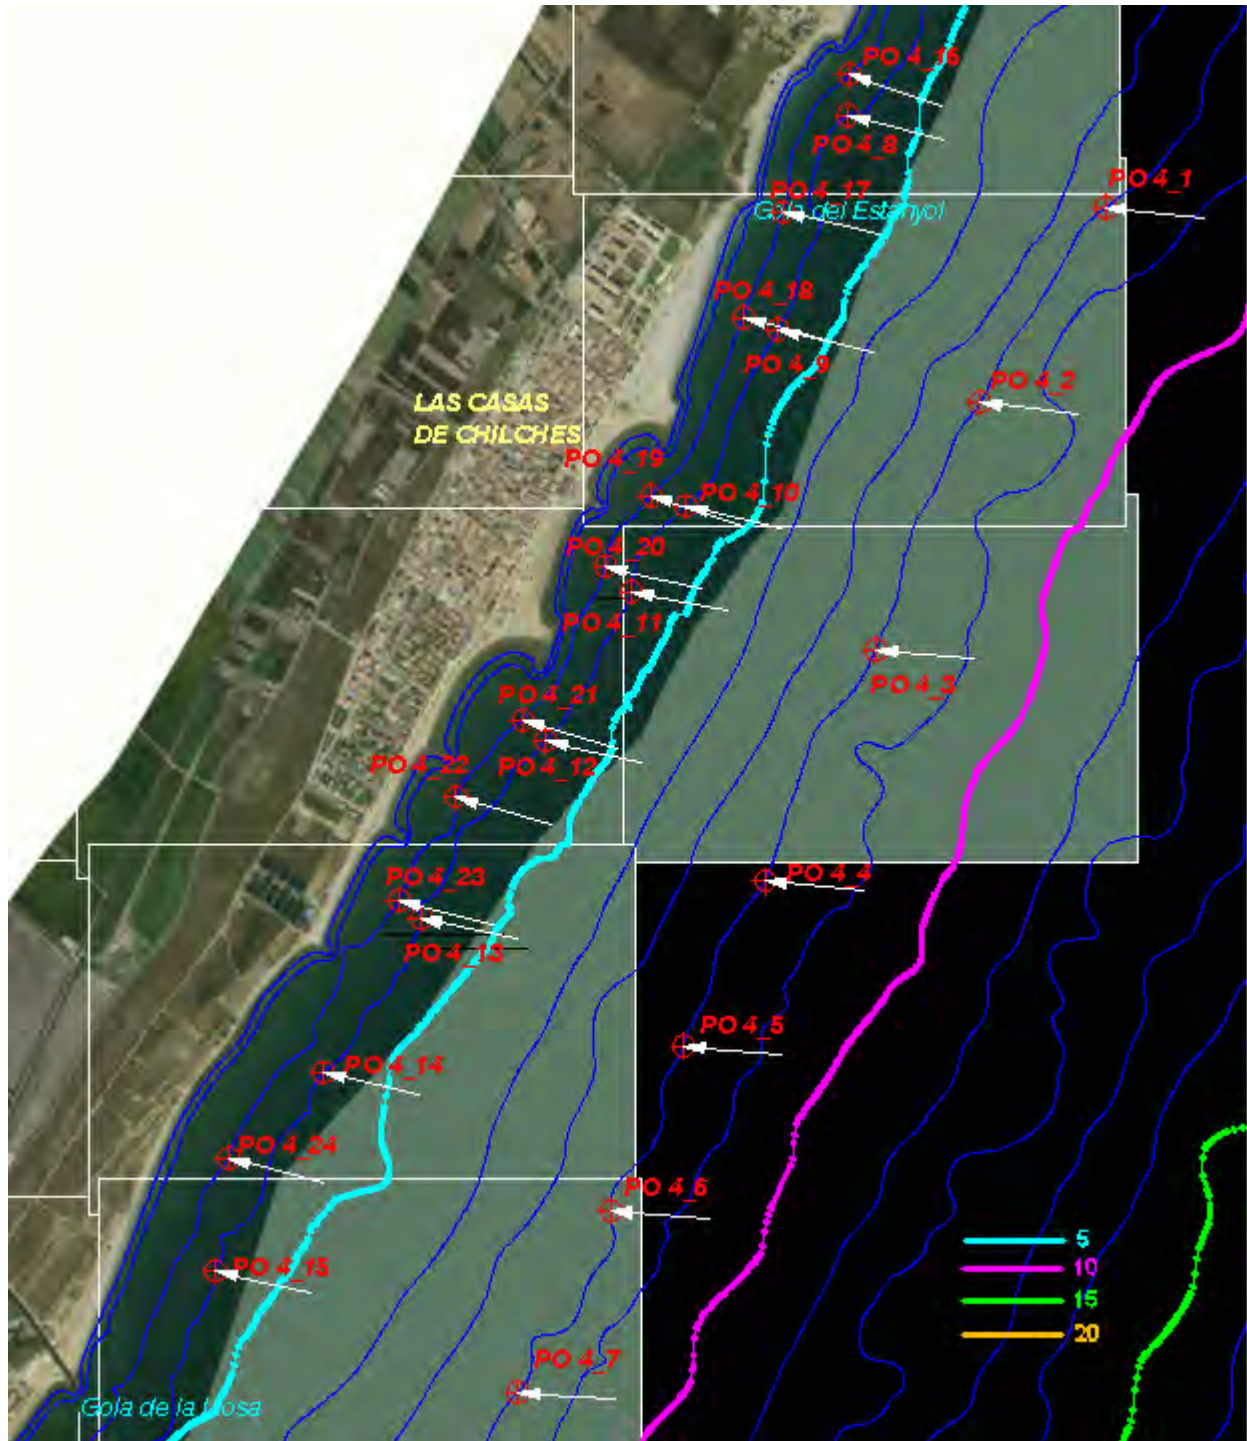 PO 4_16
PO 4_8
PO 4_1
PO 4_17
Gola del Estanyol
PO 4_18
PO 4_9
PO 4_2
LAS CASAS
DE CHILCHES
PO 4_19
PO 4_10
PO 4_20
PO 4_11
PO 4_3
PO 4_21
PO 4_12
PO 4_22
PO 4_4
PO 4_23
PO 4_13
PO 4_5
PO 4_14
PO 4_24
PO 4_6
PO 4_15
5
10
15
20
PO 4_7
Gola de la Llosa